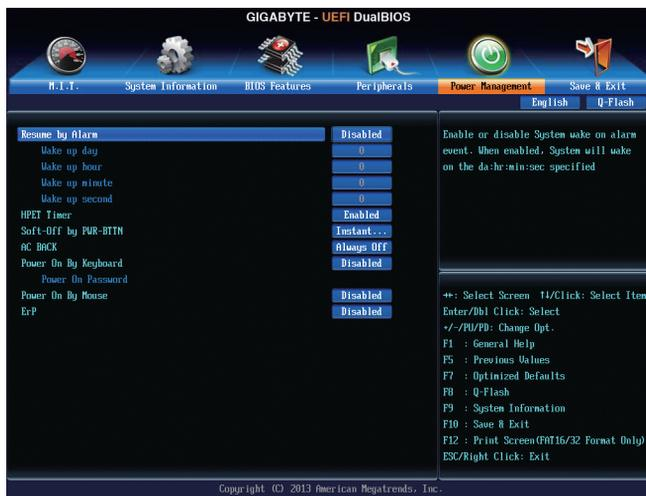 GIGABYTE - UEFI DualBIOS
M.I.T.
System Information
BIOS Features
Peripherals
Power Management
Save & Exit
English
Q-Flash
Resume by Alarm Disabled
Wake up day 0
Wake up hour 0
Wake up minute 0
Wake up second 0
HPET Timer Enabled
Soft-Off by PWR-BTTN Instant...
AC BACK Always Off
Power On By Keyboard Disabled
Power On Password
Power On By Mouse Disabled
ErP Disabled
Enable or disable System wake on alarm
event. When enabled, System will wake
on the da:hr:min:sec specified
→←: Select Screen ↑↓/Click: Select Item
Enter/Dbl Click: Select
+/-/PU/PD: Change Opt.
F1 : General Help
F5 : Previous Values
F7 : Optimized Defaults
F8 : Q-Flash
F9 : System Information
F10 : Save & Exit
F12 : Print Screen(FAT16/32 Format Only)
ESC/Right Click: Exit
Copyright (C) 2013 American Megatrends, Inc.